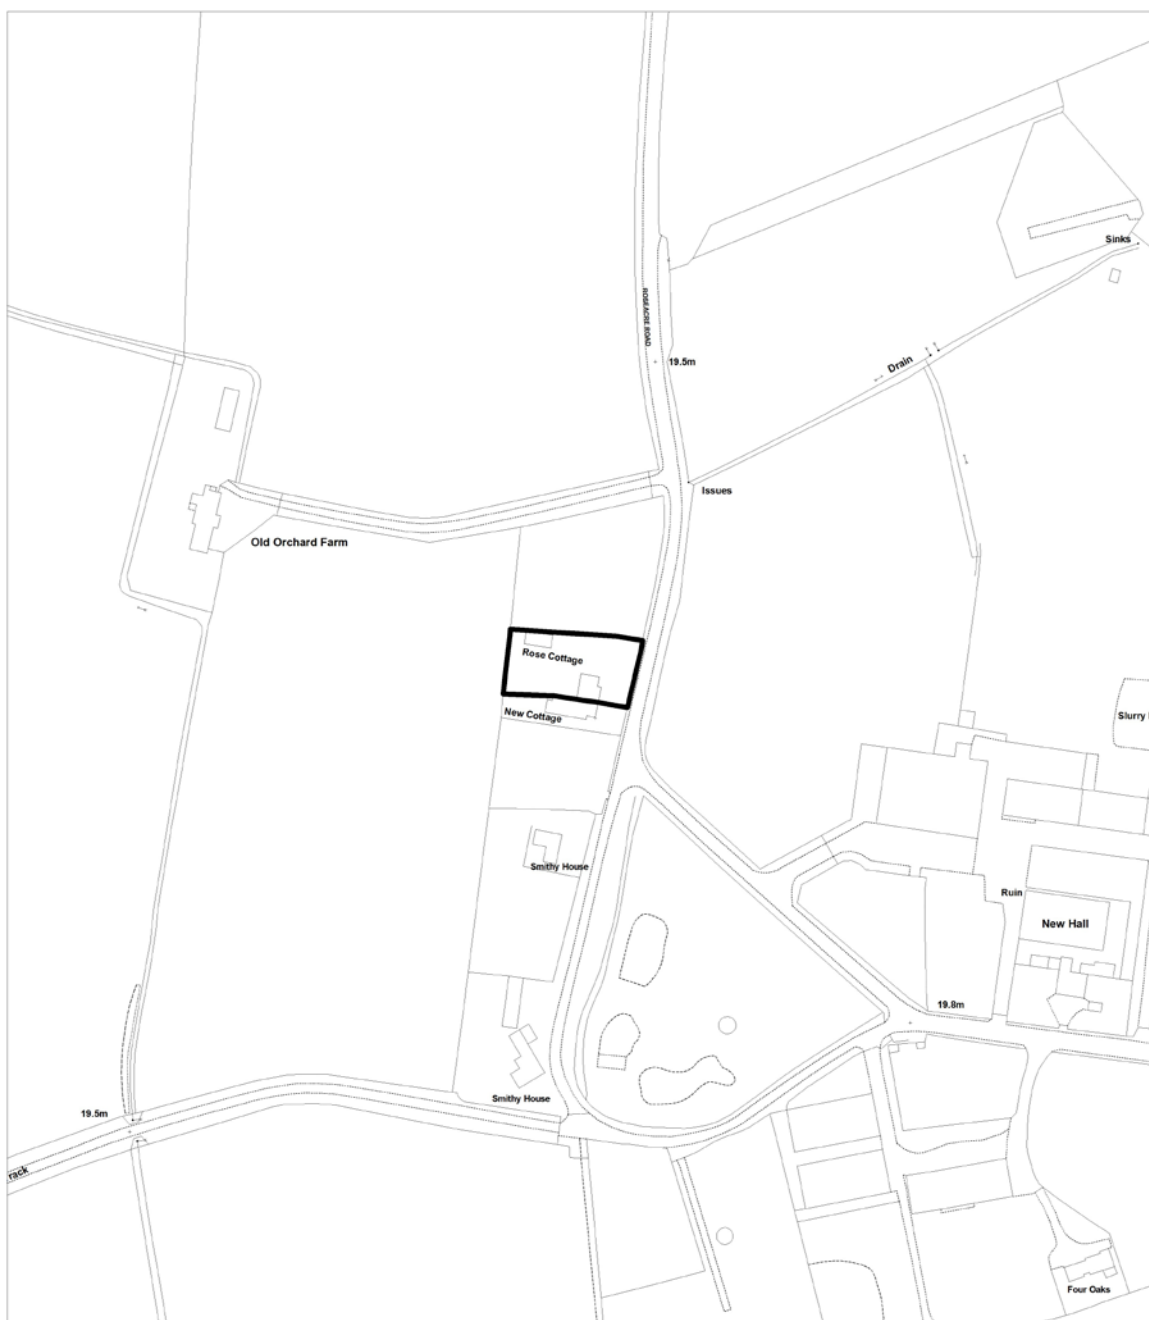 Sinks
ROSEACRE ROAD
19.5m
Drain
Issues
Old Orchard Farm
Rose Cottage
New Cottage
Slurry
Smithy House
Ruin
New Hall
19.8m
Smithy House
19.5m
rack
Four Oaks